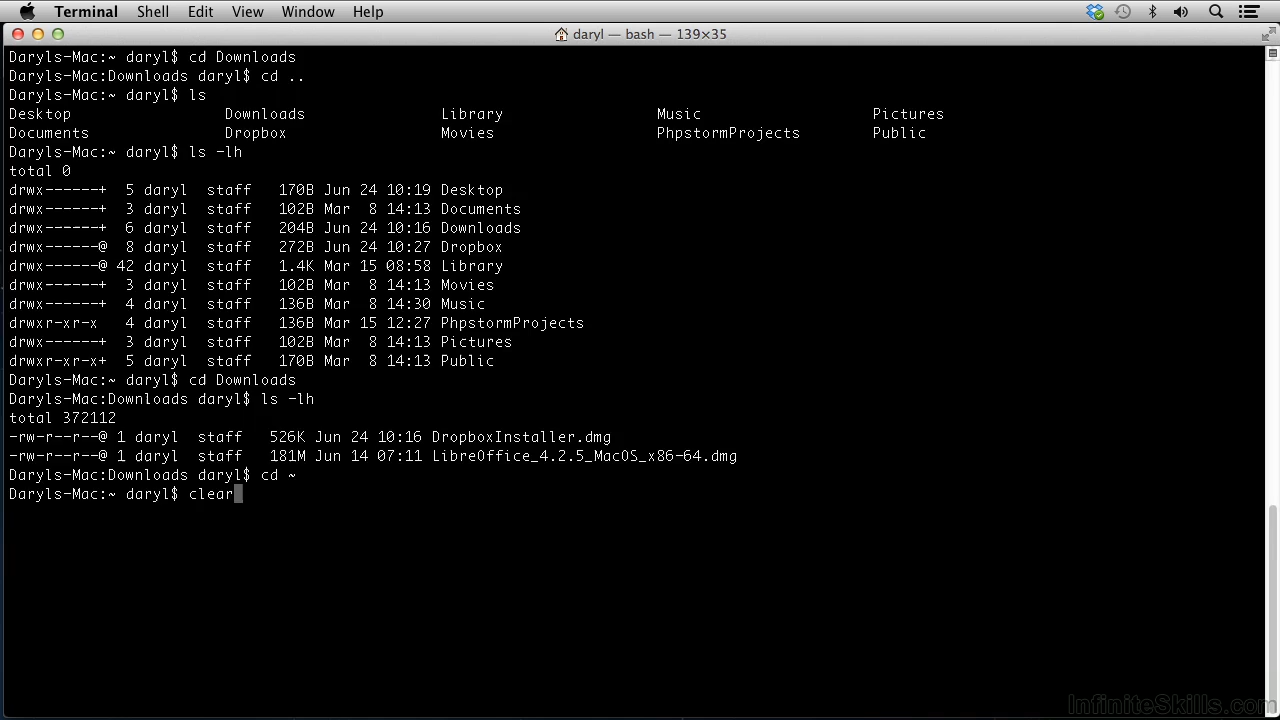 Terminal Shell Edit View Window Help
daryl — bash — 139×35
Daryls-Mac:~ daryl$ cd Downloads
Daryls-Mac:Downloads daryl$ cd ..
Daryls-Mac:~ daryl$ ls
Desktop Downloads Library Music Pictures
Documents Dropbox Movies PhpstormProjects Public
Daryls-Mac:~ daryl$ ls -lh
total 0
drwx------+ 5 daryl staff 170B Jun 24 10:19 Desktop
drwx------+ 3 daryl staff 102B Mar 8 14:13 Documents
drwx------+ 6 daryl staff 204B Jun 24 10:16 Downloads
drwx------@ 8 daryl staff 272B Jun 24 10:27 Dropbox
drwx------@ 42 daryl staff 1.4K Mar 15 08:58 Library
drwx------+ 3 daryl staff 102B Mar 8 14:13 Movies
drwx------+ 4 daryl staff 136B Mar 8 14:30 Music
drwxr-xr-x 4 daryl staff 136B Mar 15 12:27 PhpstormProjects
drwx------+ 3 daryl staff 102B Mar 8 14:13 Pictures
drwxr-xr-x+ 5 daryl staff 170B Mar 8 14:13 Public
Daryls-Mac:~ daryl$ cd Downloads
Daryls-Mac:Downloads daryl$ ls -lh
total 372112
-rw-r--r--@ 1 daryl staff 526K Jun 24 10:16 DropboxInstaller.dmg
-rw-r--r--@ 1 daryl staff 181M Jun 14 07:11 LibreOffice_4.2.5_MacOS_x86-64.dmg
Daryls-Mac:Downloads daryl$ cd ~
Daryls-Mac:~ daryl$ clear
InfiniteSkills.com